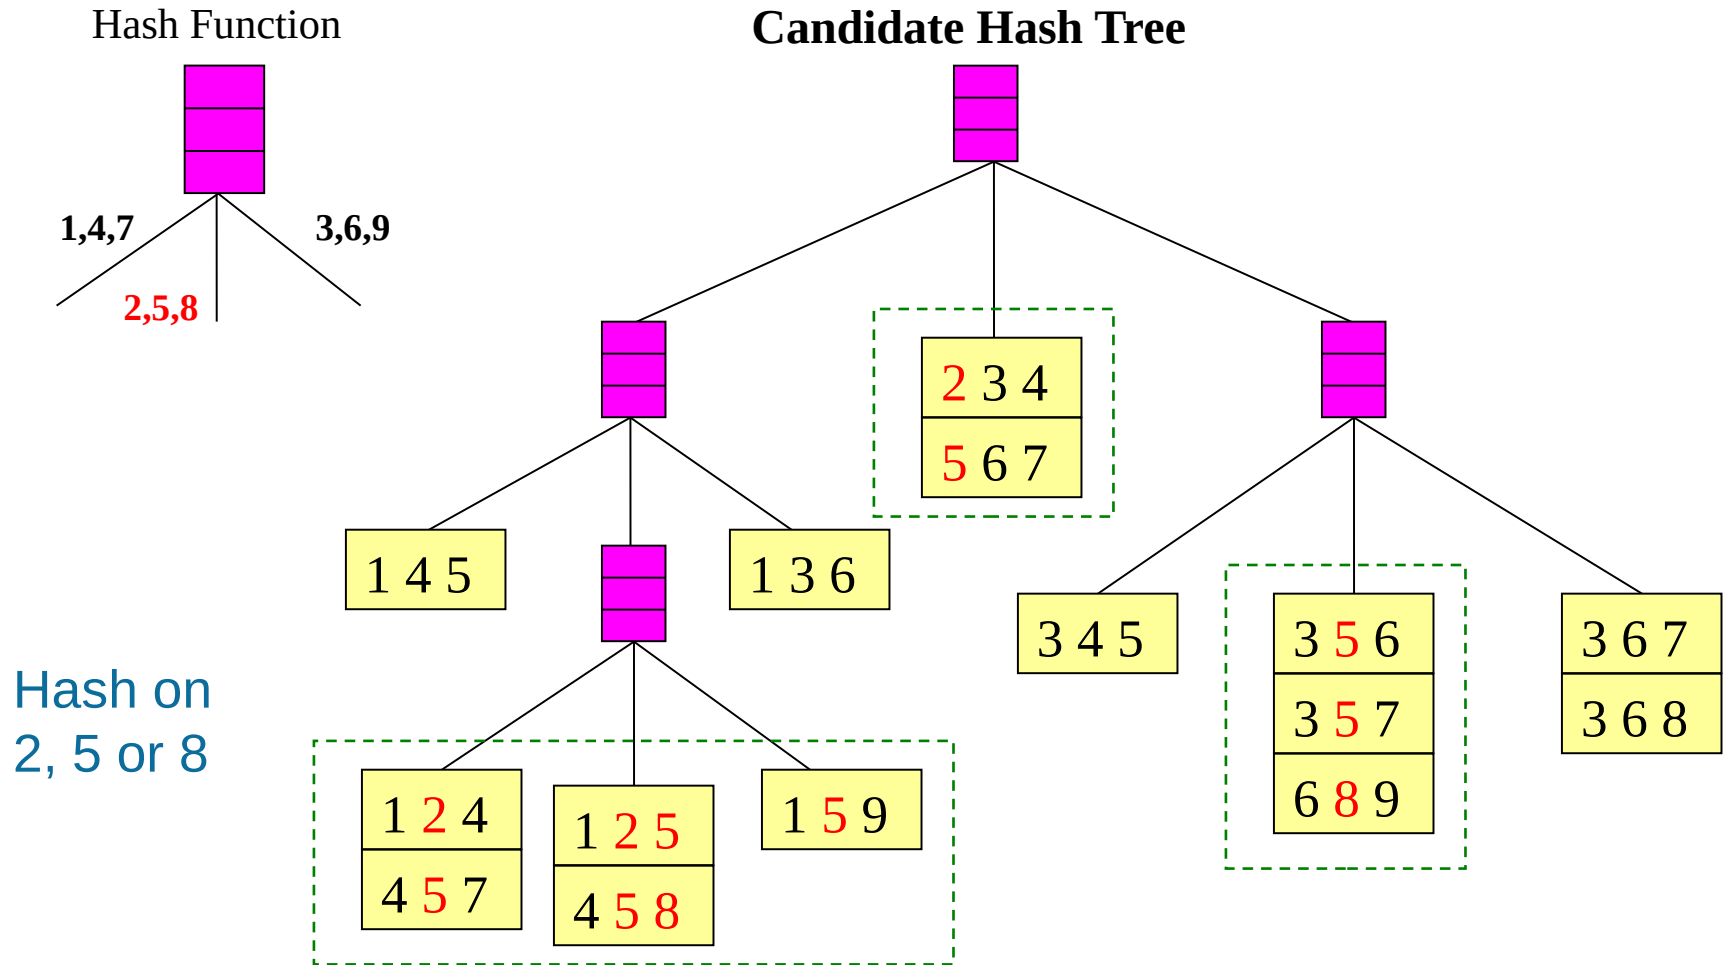 Hash Function
Candidate Hash Tree
1,4,7
3,6,9
2,5,8
2 3 4
5 6 7
1 4 5
1 3 6
3 4 5
3 5 6
3 5 7
6 8 9
3 6 7
3 6 8
Hash on
2, 5 or 8
1 2 4
4 5 7
1 2 5
4 5 8
1 5 9